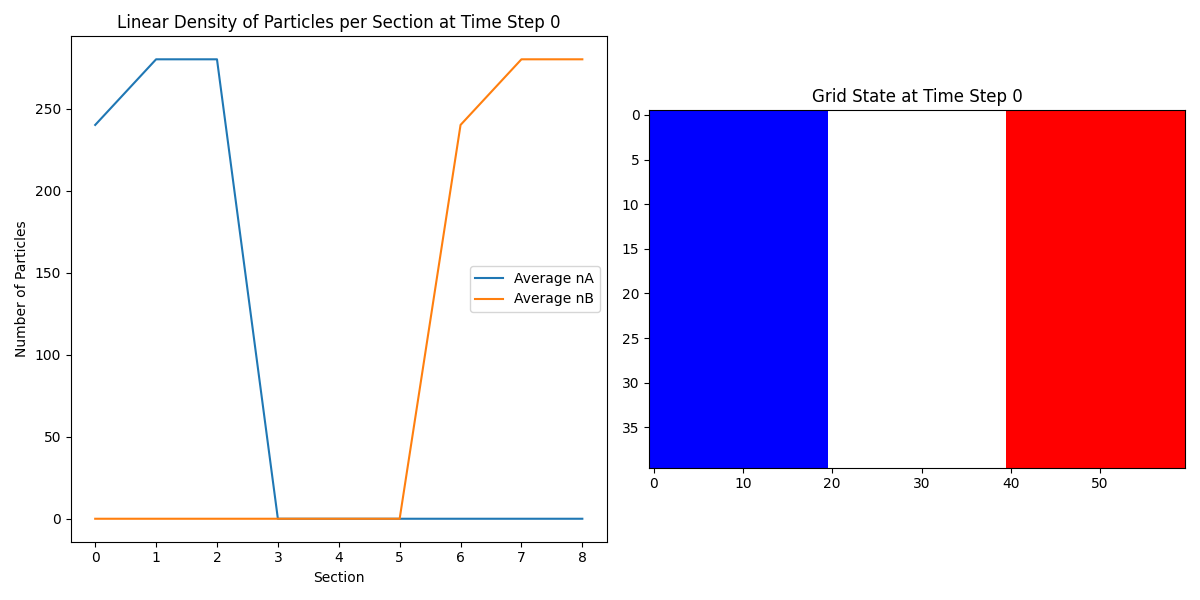 Linear Density of Particles per Section at Time Step 0
Number of Particles
250
200
150
100
50
0
0 1 2 3 4 5 6 7 8
Section
Average nA
Average nB
Grid State at Time Step 0
0
5
10
15
20
25
30
35
0 10 20 30 40 50